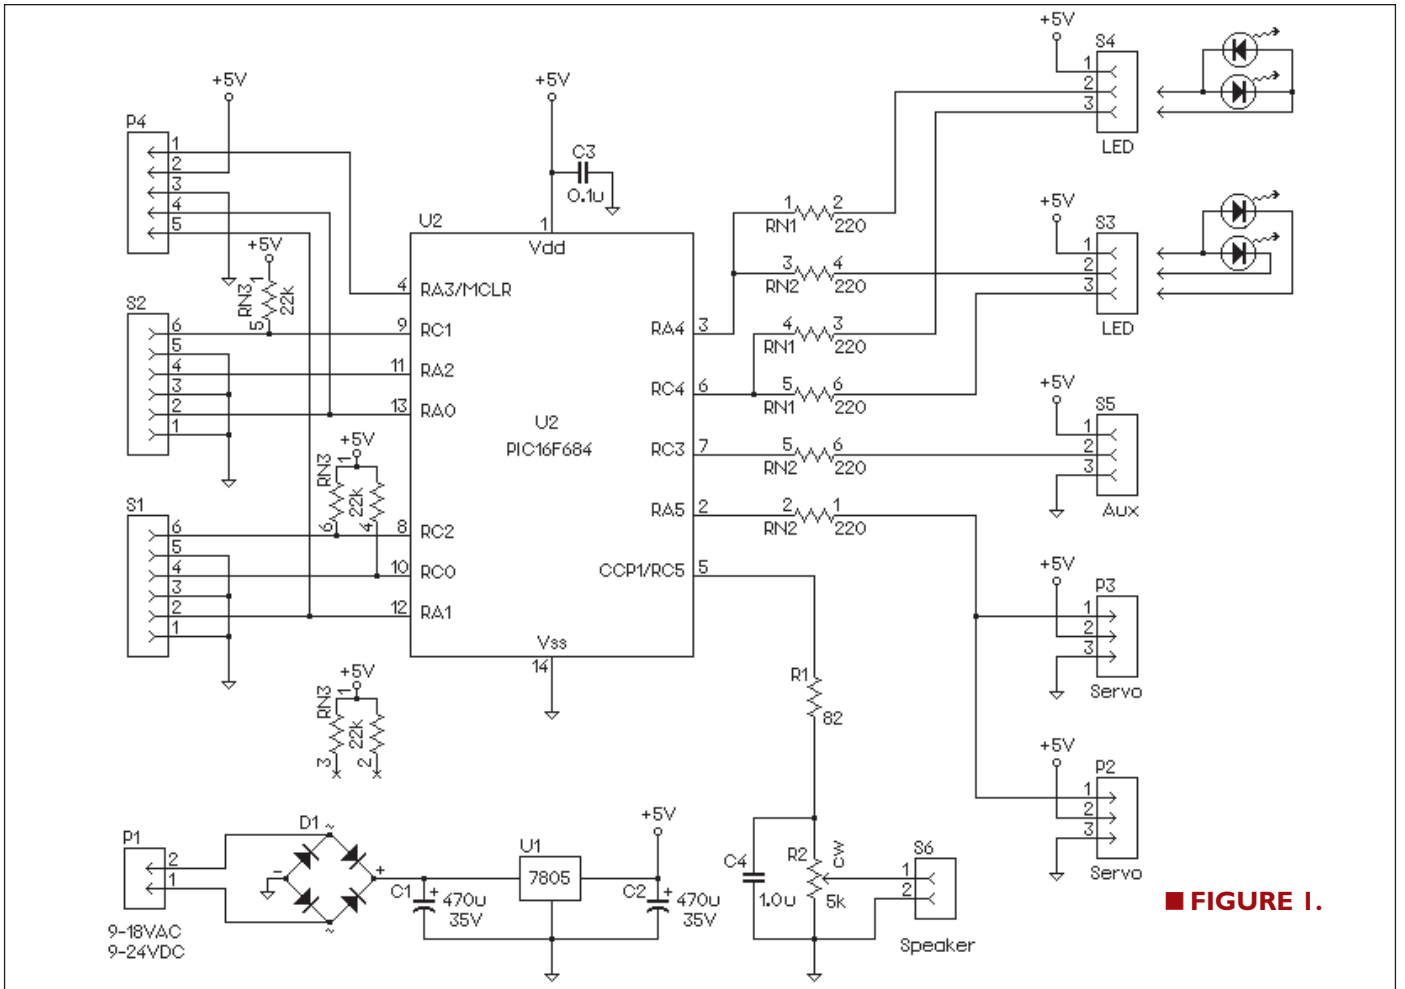 +5V
P4
1
2
3
4
5
+5V
RN3
1
22k
5
S2
6
5
4
3
2
1
+5V
RN3
1
22k
6
4
S1
6
5
4
3
2
1
+5V
RN3
1
22k
3
2
P1
2
1
9-18VAC
9-24VDC
D1
~
-
+
~
C1
+
470u
35V
U1
7805
+5V
C2
+
470u
35V
+5V
C3
0.1u
U2
1
Vdd
4 RA3/MCLR
9 RC1
11 RA2
13 RA0
8 RC2
10 RC0
12 RA1
U2
PIC16F684
RA4 3
RC4 6
RC3 7
RA5 2
CCP1/RC5 5
Vss
14
1 2
RN1 220
3 4
RN2 220
4 3
RN1 220
5 6
RN1 220
5 6
RN2 220
2 1
RN2 220
R1
82
C4
1.0u
R2
CW
5k
S6
1
2
Speaker
+5V
S4
1
2
3
LED
+5V
S3
1
2
3
LED
+5V
S5
1
2
3
Aux
+5V
P3
1
2
3
Servo
+5V
P2
1
2
3
Servo
■ FIGURE 1.